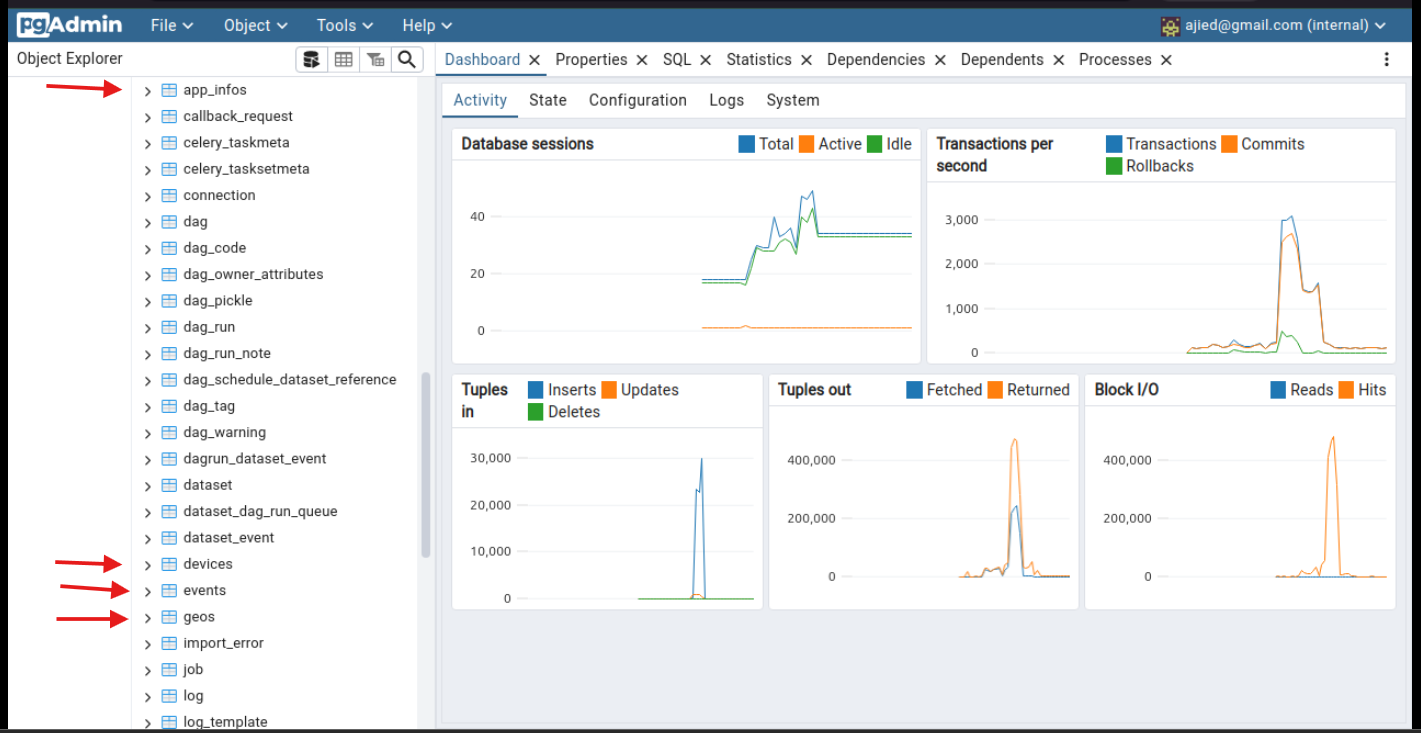 pgAdmin File Object Tools Help ajied@gmail.com (internal)
Object Explorer
Dashboard Properties SQL Statistics Dependencies Dependents Processes
app_infos
callback_request
celery_taskmeta
celery_tasksetmeta
connection
dag
dag_code
dag_owner_attributes
dag_pickle
dag_run
dag_run_note
dag_schedule_dataset_reference
dag_tag
dag_warning
dagrun_dataset_event
dataset
dataset_dag_run_queue
dataset_event
devices
events
geos
import_error
job
log
log_template
Activity State Configuration Logs System
Database sessions Total Active Idle
40
20
0
Transactions per
second
Transactions Commits
Rollbacks
3,000
2,000
1,000
0
Tuples
in
Inserts Updates
Deletes
30,000
20,000
10,000
0
Tuples out Fetched Returned
400,000
200,000
0
Block I/O Reads Hits
400,000
200,000
0